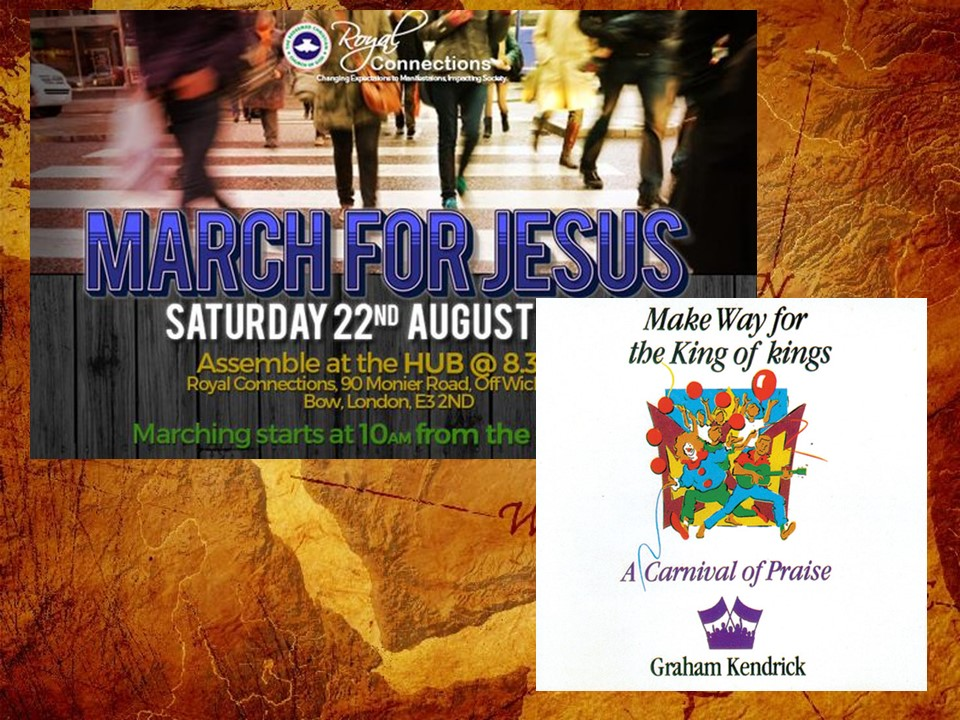 Royal
Connections
Changing Expectations to Manifestations, Impacting Society
MARCH FOR JESUS
SATURDAY 22ND AUGUST
Assemble at the HUB @ 8.3
Royal Connections, 90 Monier Road, Off Wic
Bow, London, E3 2ND
Marching starts at 10AM from the
Make Way for
the King of kings
A Carnival of Praise
Graham Kendrick